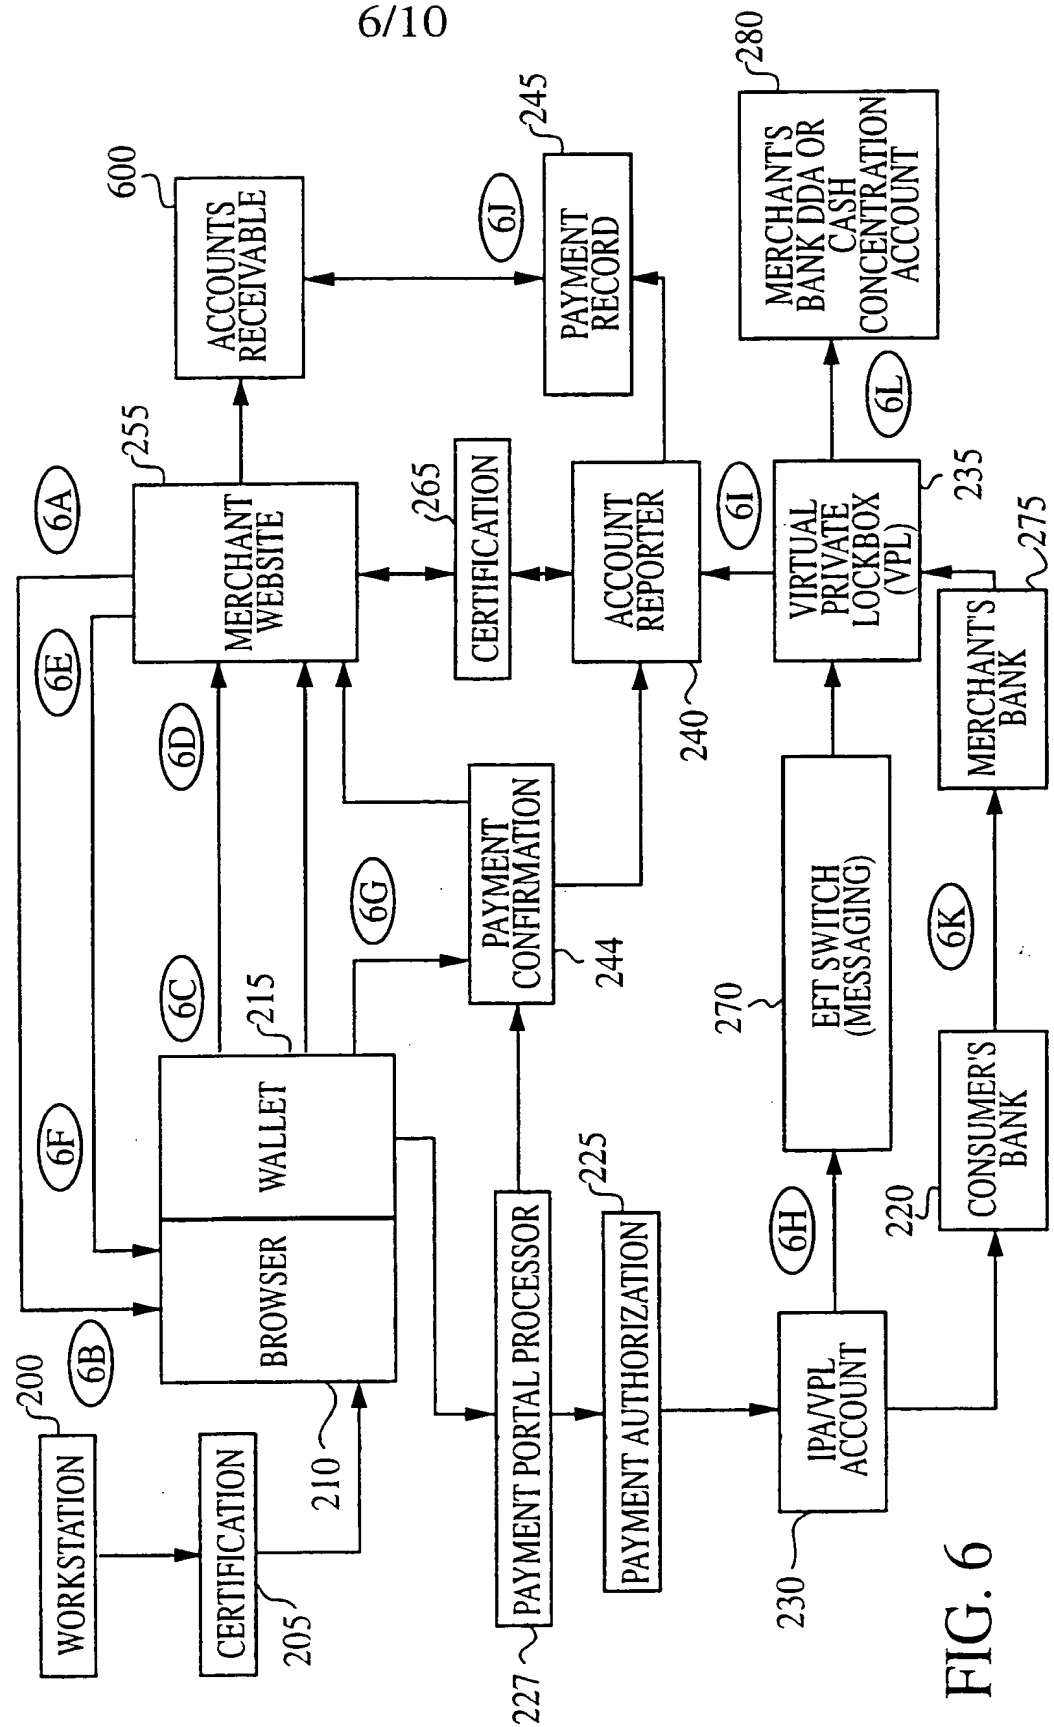 6/10
WORKSTATION
200
CERTIFICATION
205
6B
BROWSER
210
WALLET
215
6F
6C
6E
6A
6D
MERCHANT
WEBSITE
255
ACCOUNTS
RECEIVABLE
600
6G
PAYMENT
CONFIRMATION
244
CERTIFICATION
265
6J
PAYMENT
RECORD
245
PAYMENT PORTAL PROCESSOR
227
PAYMENT AUTHORIZATION
225
ACCOUNT
REPORTER
240
6I
IPA/VPL
ACCOUNT
230
6H
EFT SWITCH
(MESSAGING)
270
VIRTUAL
PRIVATE
LOCKBOX
(VPL)
235
6L
MERCHANT'S
BANK DDA OR
CASH
CONCENTRATION
ACCOUNT
280
CONSUMER'S
BANK
220
6K
MERCHANT'S
BANK
275
FIG. 6